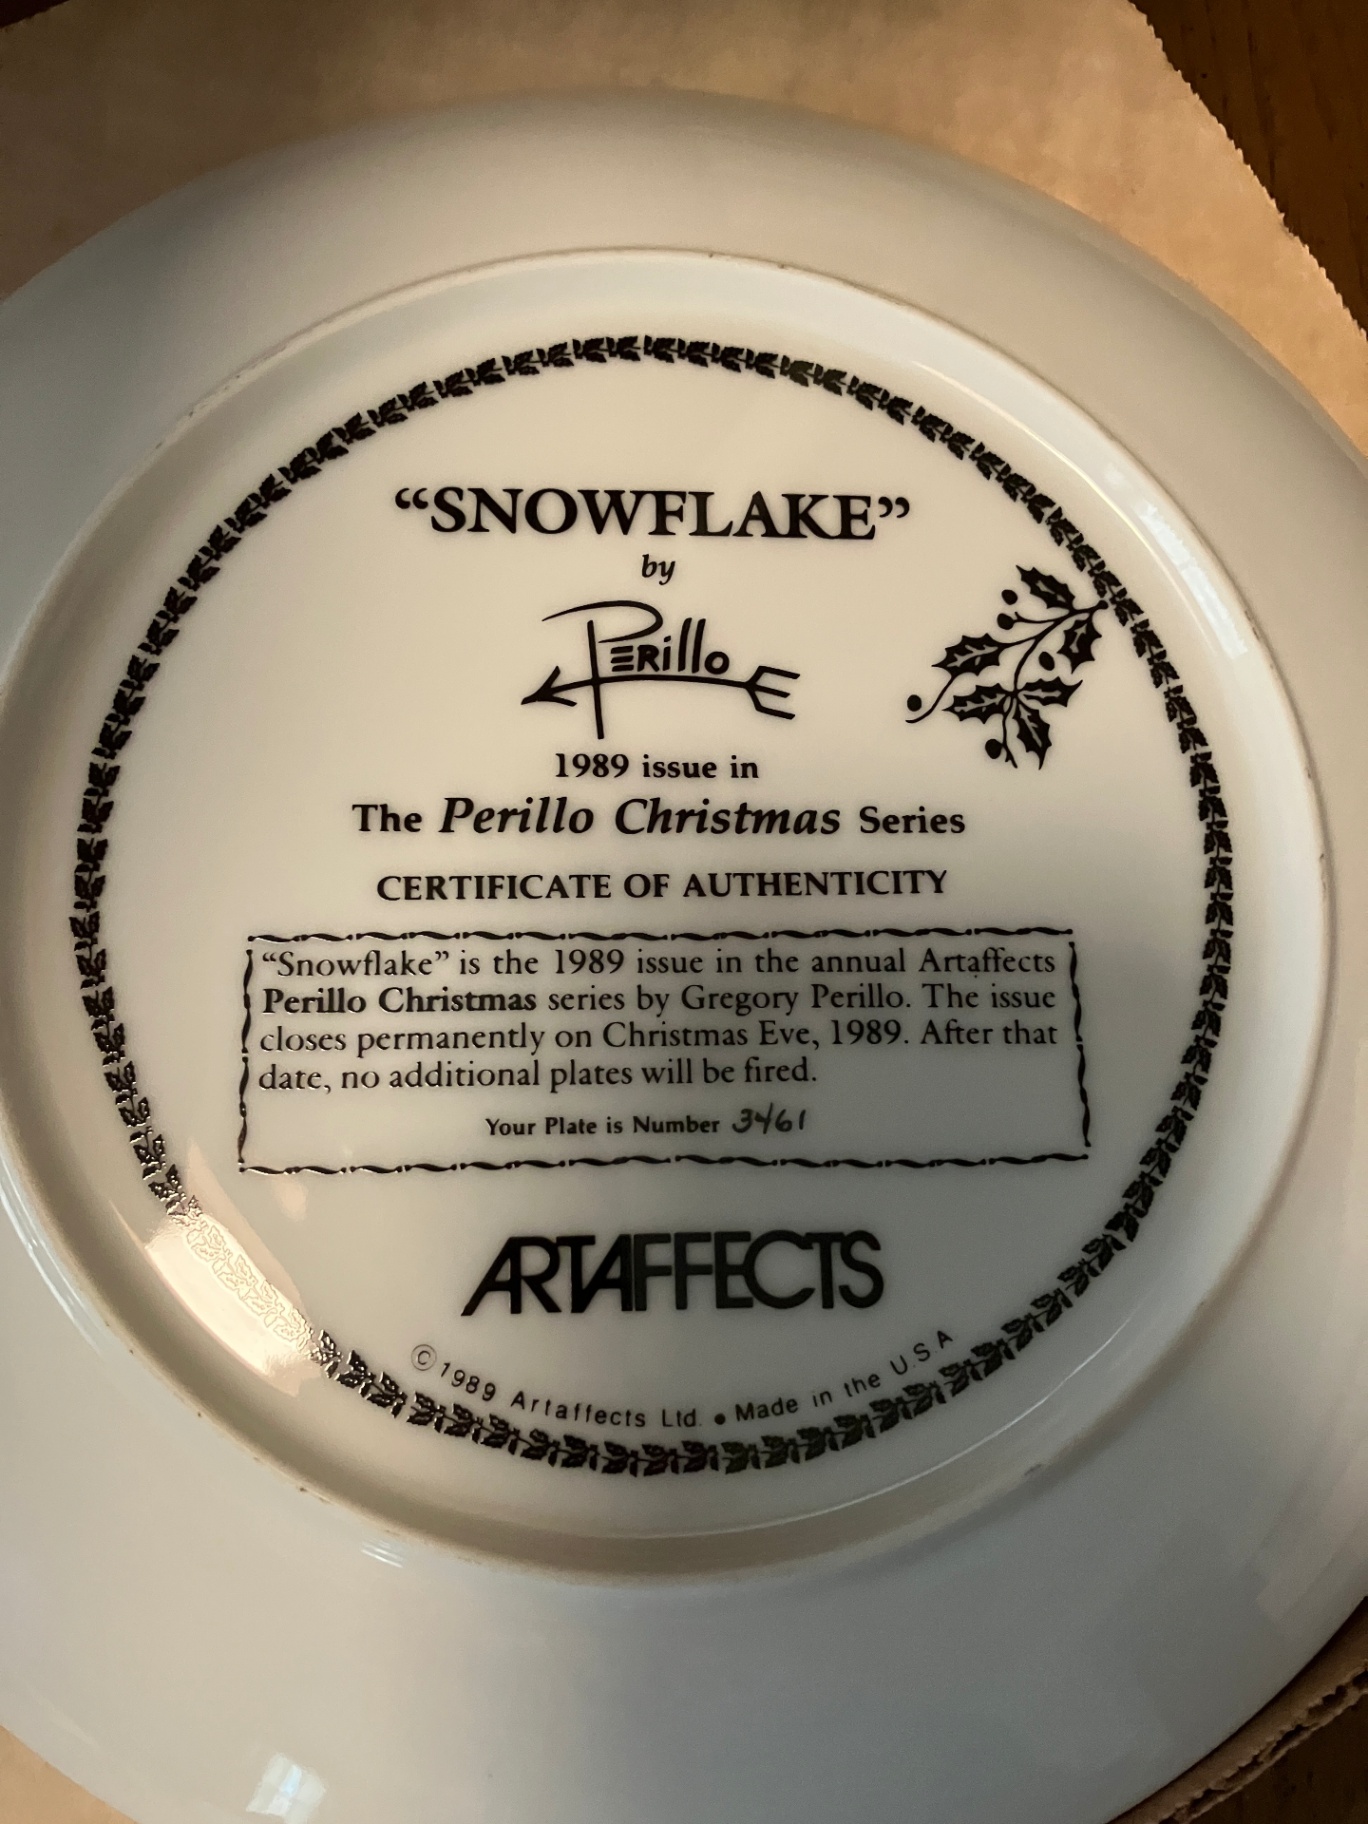 “SNOWFLAKE”
by
PERillo
1989 issue in
The Perillo Christmas Series
CERTIFICATE OF AUTHENTICITY
“Snowflake” is the 1989 issue in the annual Artaffects
Perillo Christmas series by Gregory Perillo. The issue
closes permanently on Christmas Eve, 1989. After that
date, no additional plates will be fired.
Your Plate is Number 3461
ARTAFFECTS
© 1989 Artaffects Ltd. • Made in the U.S.A